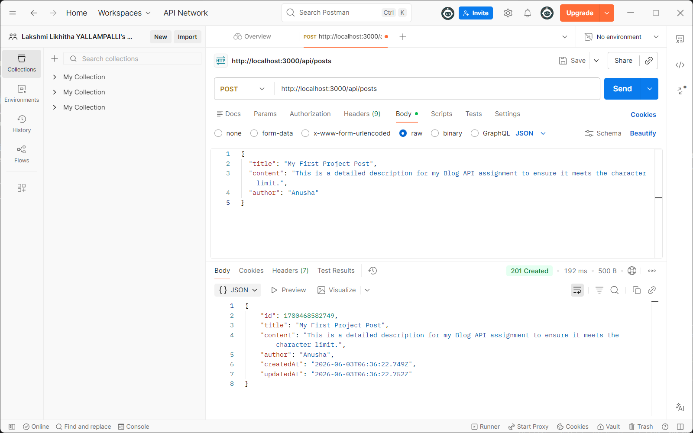 Home Workspaces API Network Search Postman Ctrl K Invite Upgrade
Lakshmi Likhitha YALLAMPALLI's ... New Import Overview POST http://localhost:3000/: No environment
Collections
Search collections
My Collection
My Collection
My Collection
Environments
History
Flows
HTTP http://localhost:3000/api/posts Save Share
POST http://localhost:3000/api/posts Send
Docs Params Authorization Headers (9) Body Scripts Tests Settings Cookies
none form-data x-www-form-urlencoded raw binary GraphQL JSON Schema Beautify
1 {
2 "title": "My First Project Post",
3 "content": "This is a detailed description for my Blog API assignment to ensure it meets the character
limit.",
4 "author": "Anusha"
5 }
Body Cookies Headers (7) Test Results 201 Created • 192 ms • 500 B
{} JSON Preview Visualize
1 {
2 "id": 1780468582749,
3 "title": "My First Project Post",
4 "content": "This is a detailed description for my Blog API assignment to ensure it meets the
character limit.",
5 "author": "Anusha",
6 "createdAt": "2026-06-03T06:36:22.749Z",
7 "updatedAt": "2026-06-03T06:36:22.752Z"
8 }
Online Find and replace Console Runner Start Proxy Cookies Vault Trash